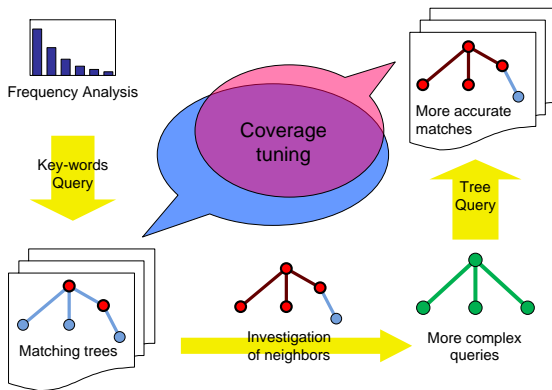 Frequency Analysis
Key-words
Query
Matching trees
Coverage
tuning
Investigation
of neighbors
More complex
queries
Tree
Query
More accurate
matches